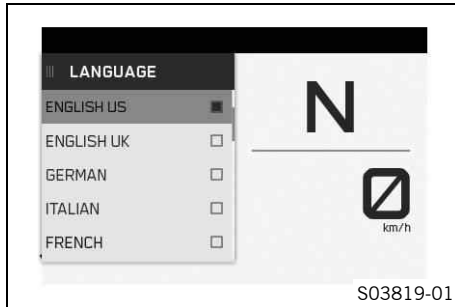 LANGUAGE
ENGLISH US
ENGLISH UK
GERMAN
ITALIAN
FRENCH
N
0
km/h
S03819-01